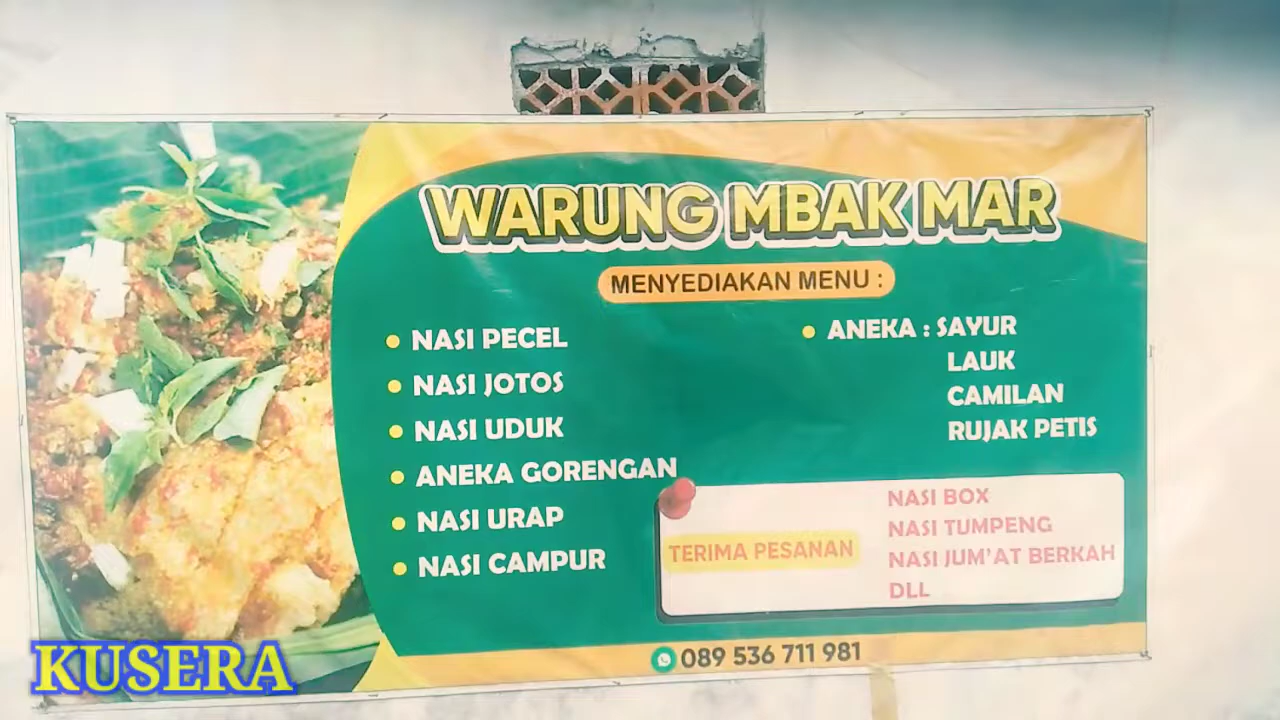 WARUNG MBAK MAR
MENYEDIAKAN MENU :
NASI PECEL
NASI JOTOS
NASI UDUK
ANEKA GORENGAN
NASI URAP
NASI CAMPUR
ANEKA : SAYUR
LAUK
CAMILAN
RUJAK PETIS
TERIMA PESANAN
NASI BOX
NASI TUMPENG
NASI JUM'AT BERKAH
DLL
089 536 711 981
KUSERA